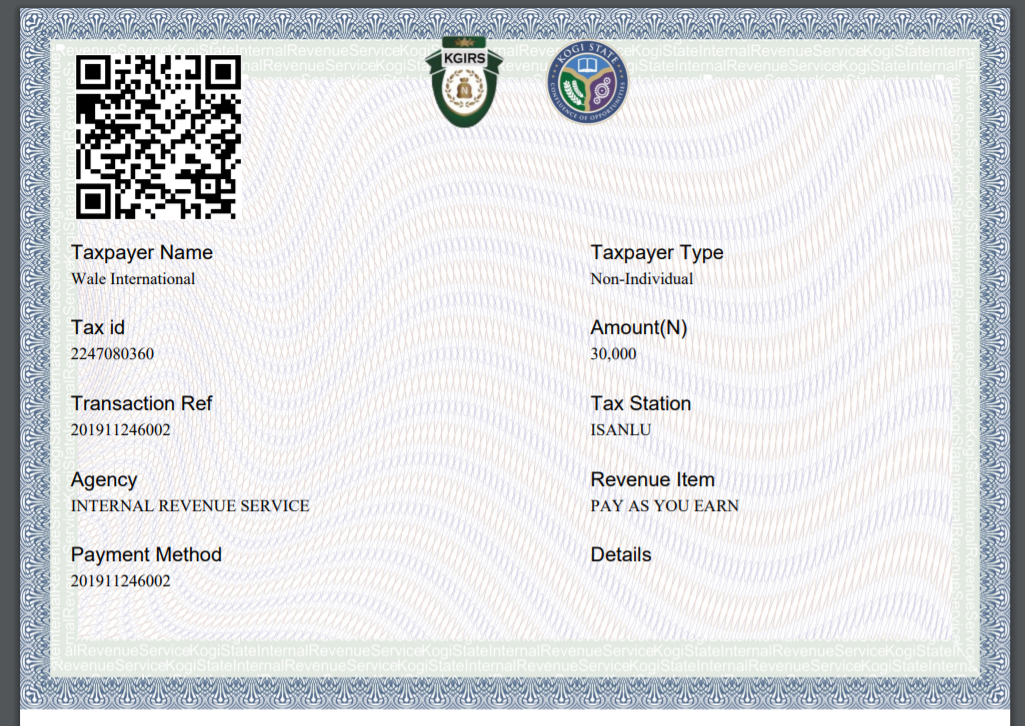 KGIRS
KOGI STATE
CONFLUENCE OF OPPORTUNITIES
Taxpayer Name
Wale International
Taxpayer Type
Non-Individual
Tax id
2247080360
Amount(N)
30,000
Transaction Ref
201911246002
Tax Station
ISANLU
Agency
INTERNAL REVENUE SERVICE
Revenue Item
PAY AS YOU EARN
Payment Method
201911246002
Details
alRevenueServiceKogiStateInternalRevenueServiceKogiStateInternalRevenueServiceKogiStateInternalRevenueServiceKogiState
RevenueServiceKogiStateInternalRevenueServiceKogiStateInternalRevenueServiceKogiStateInternalRevenueServiceKogiStateInterna